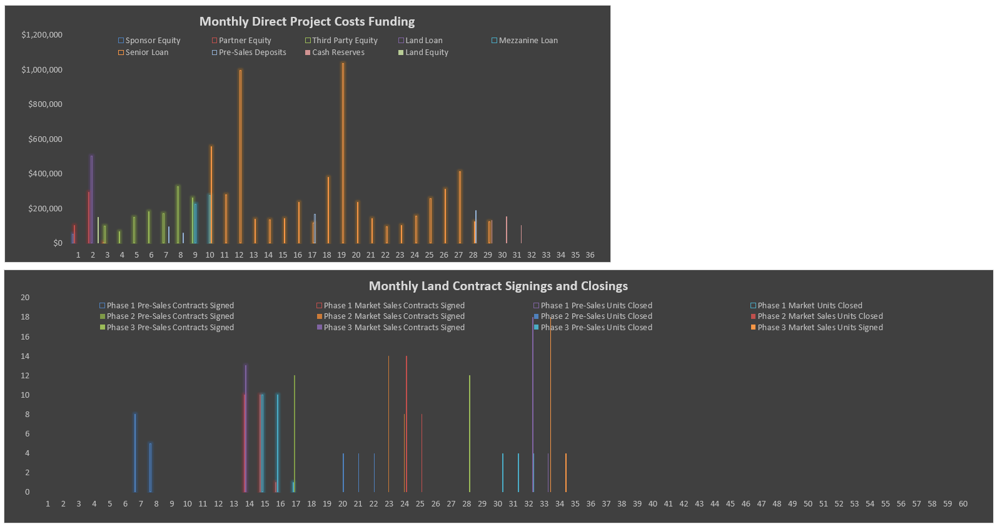 Monthly Direct Project Costs Funding
$1,200,000
Sponsor Equity Partner Equity Third Party Equity Land Loan Mezzanine Loan
Senior Loan Pre-Sales Deposits Cash Reserves Land Equity
$1,000,000
$800,000
$600,000
$400,000
$200,000
$0
1 2 3 4 5 6 7 8 9 10 11 12 13 14 15 16 17 18 19 20 21 22 23 24 25 26 27 28 29 30 31 32 33 34 35 36
Monthly Land Contract Signings and Closings
20
Phase 1 Pre-Sales Contracts Signed Phase 1 Market Sales Contracts Signed Phase 1 Pre-Sales Units Closed Phase 1 Market Units Closed
18 Phase 2 Pre-Sales Contracts Signed Phase 2 Market Sales Contracts Signed Phase 2 Pre-Sales Units Closed Phase 2 Market Sales Units Closed
Phase 3 Pre-Sales Contracts Signed Phase 3 Market Sales Contracts Signed Phase 3 Pre-Sales Units Closed Phase 3 Market Sales Units Signed
16
14
12
10
8
6
4
2
0
1 2 3 4 5 6 7 8 9 10 11 12 13 14 15 16 17 18 19 20 21 22 23 24 25 26 27 28 29 30 31 32 33 34 35 36 37 38 39 40 41 42 43 44 45 46 47 48 49 50 51 52 53 54 55 56 57 58 59 60